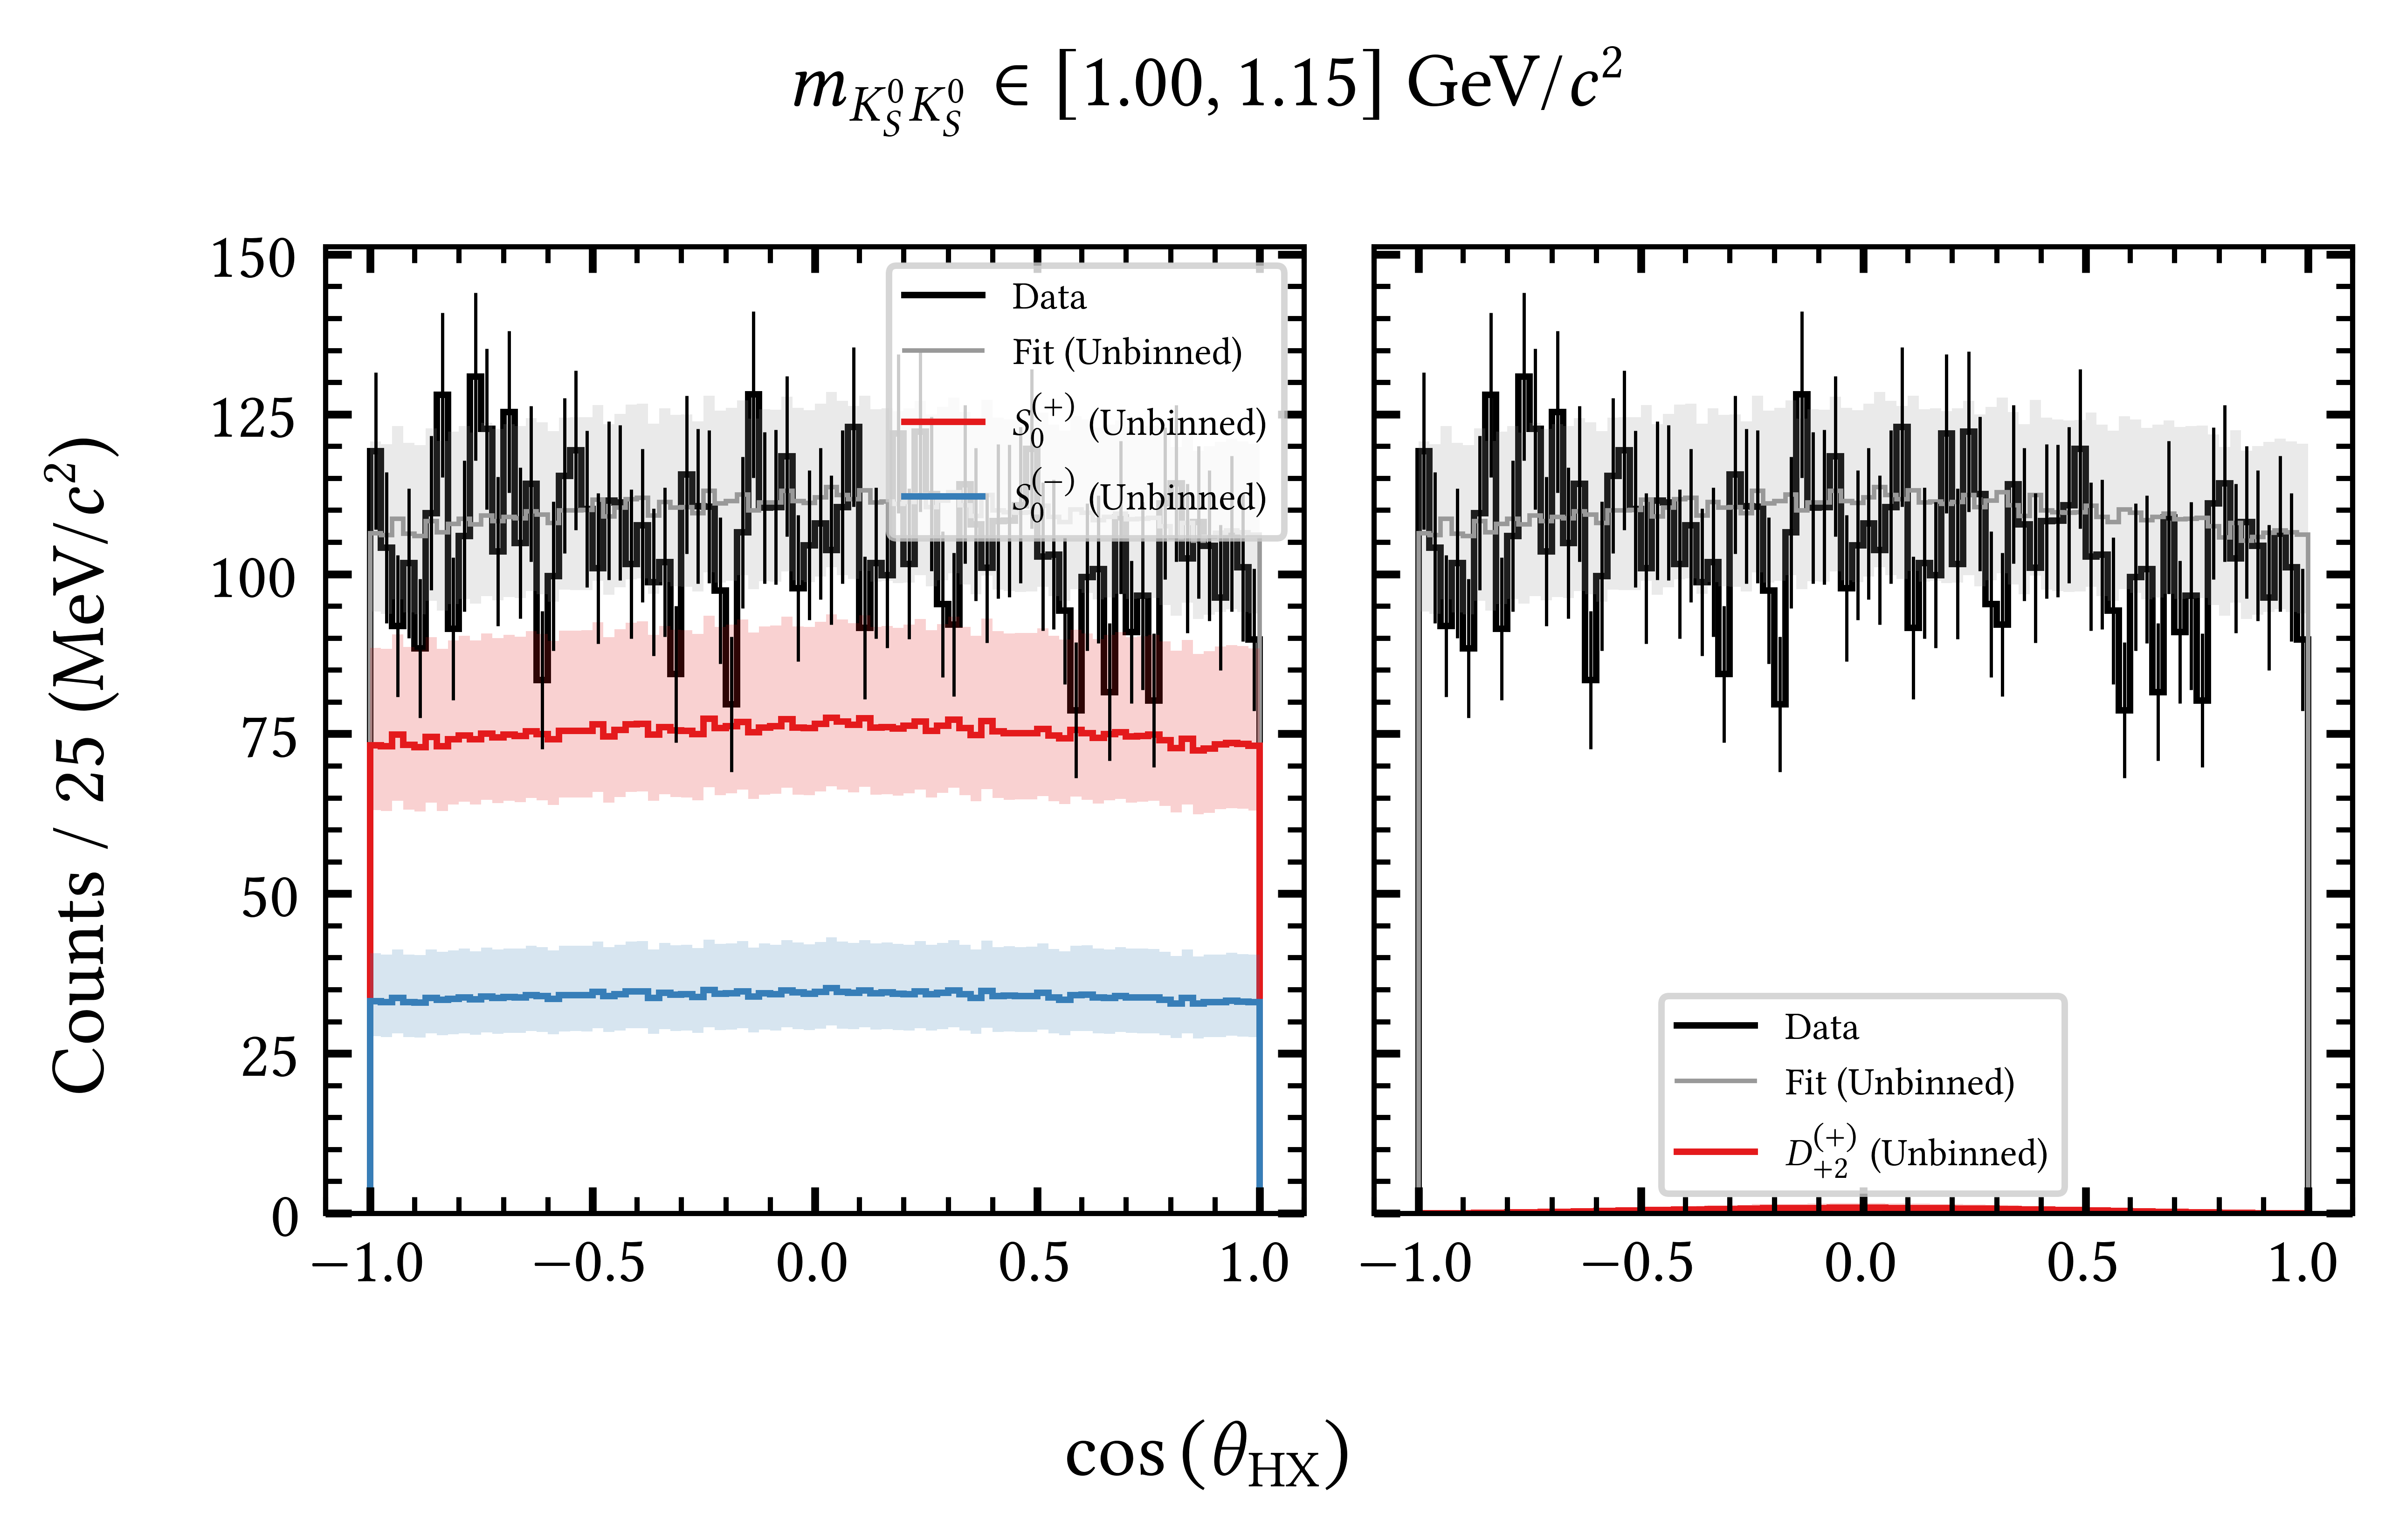 m_{K_S^0 K_S^0} ∈ [1.00, 1.15] GeV/c²
Counts / 25 (MeV/c²)
150
125
100
75
50
25
0
Data
Fit (Unbinned)
S_0^{(+)} (Unbinned)
S_0^{(−)} (Unbinned)
Data
Fit (Unbinned)
D_{+2}^{(+)} (Unbinned)
−1.0 −0.5 0.0 0.5 1.0
−1.0 −0.5 0.0 0.5 1.0
cos (θ_HX)